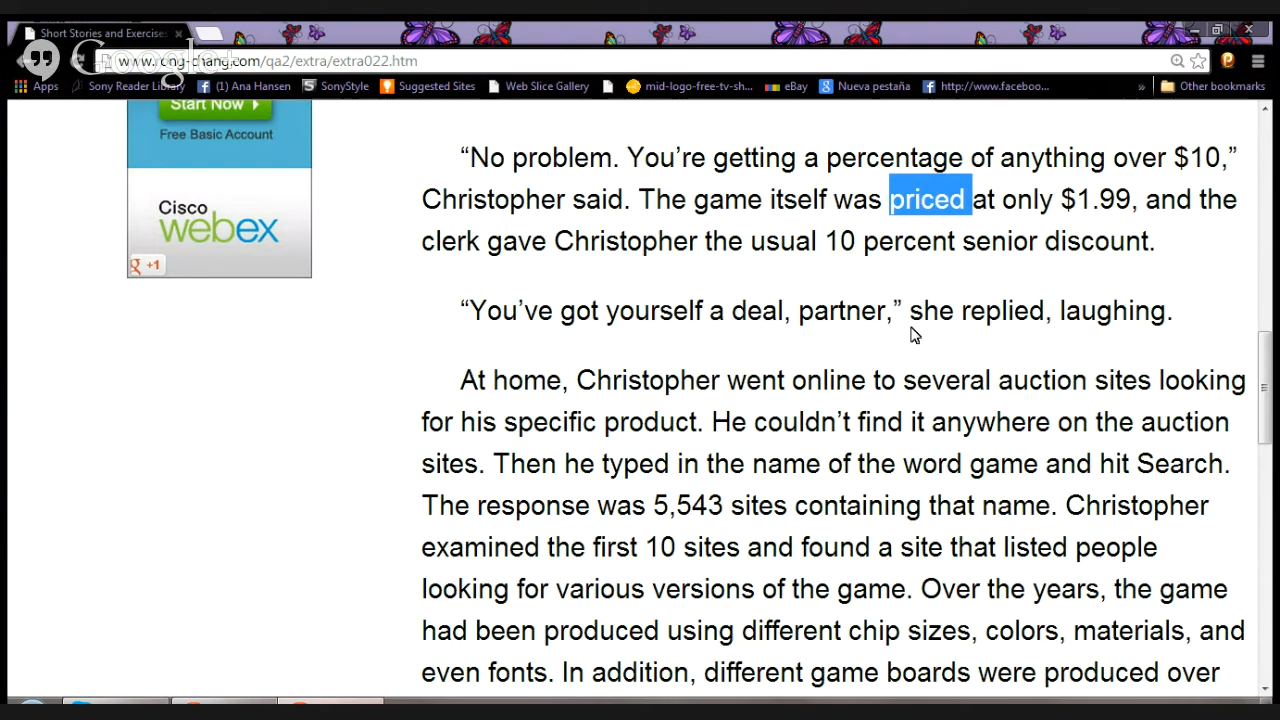 Short Stories and Exercises
Google+
www.rong-chang.com/qa2/extra/extra022.htm
Apps
Sony Reader Library
(1) Ana Hansen
SonyStyle
Suggested Sites
Web Slice Gallery
mid-logo-free-tv-sh...
eBay
Nueva pestaña
http://www.faceboo...
»
Other bookmarks
Start Now
Free Basic Account
Cisco
webex
g +1
“No problem. You’re getting a percentage of anything over $10,”
Christopher said. The game itself was priced at only $1.99, and the
clerk gave Christopher the usual 10 percent senior discount.
“You’ve got yourself a deal, partner,” she replied, laughing.
At home, Christopher went online to several auction sites looking
for his specific product. He couldn’t find it anywhere on the auction
sites. Then he typed in the name of the word game and hit Search.
The response was 5,543 sites containing that name. Christopher
examined the first 10 sites and found a site that listed people
looking for various versions of the game. Over the years, the game
had been produced using different chip sizes, colors, materials, and
even fonts. In addition, different game boards were produced over